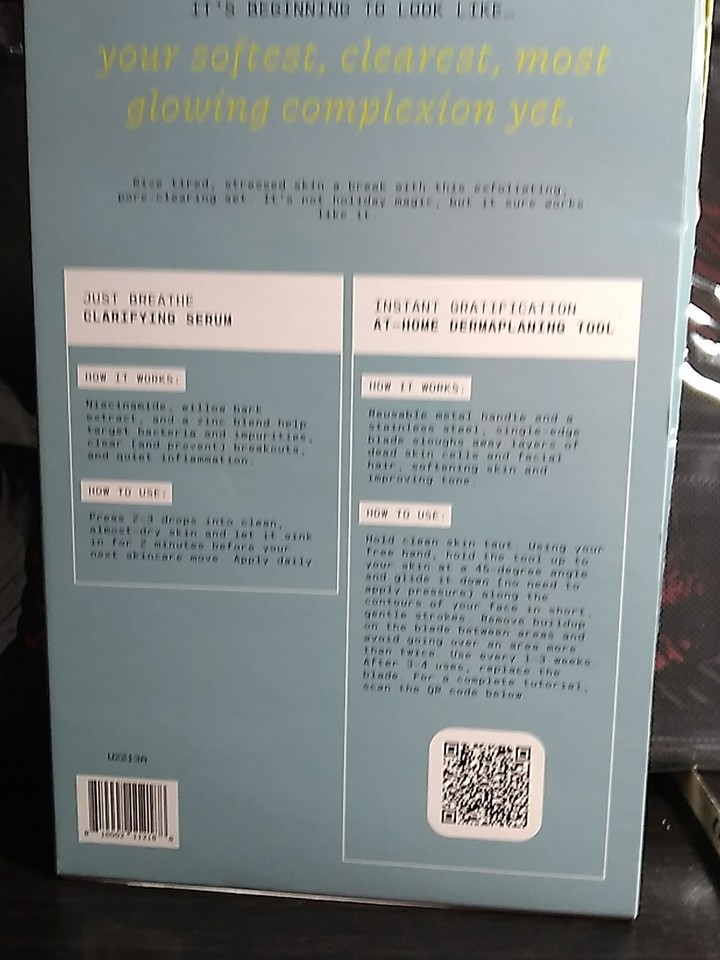 IT'S BEGINNING TO LOOK LIKE…
your softest, clearest, most
glowing complexion yet.
Give tired, stressed skin a break with this exfoliating,
pore-clearing set. It's not holiday magic, but it sure works
like it.
JUST BREATHE
CLARIFYING SERUM
HOW IT WORKS:
Niacinamide, willow bark
extract, and a zinc blend help
target bacteria and impurities,
clear (and prevent) breakouts,
and quiet inflammation.
HOW TO USE:
Press 2-3 drops into clean,
almost-dry skin and let it sink
in for 2 minutes before your
next skincare move. Apply daily
INSTANT GRATIFICATION
AT-HOME DERMAPLANING TOOL
HOW IT WORKS:
Reusable metal handle and a
stainless steel, single-edge
blade sloughs away layers of
dead skin cells and facial
hair, softening skin and
improving tone.
HOW TO USE:
Hold clean skin taut. Using your
free hand, hold the tool up to
your skin at a 45-degree angle
and glide it down (no need to
apply pressure) along the
contours of your face in short,
gentle strokes. Remove buildup
on the blade between areas and
avoid going over an area more
than twice. Use every 1-3 weeks.
After 3-4 uses, replace the
blade. For a complete tutorial,
scan the QR code below.
U2213A